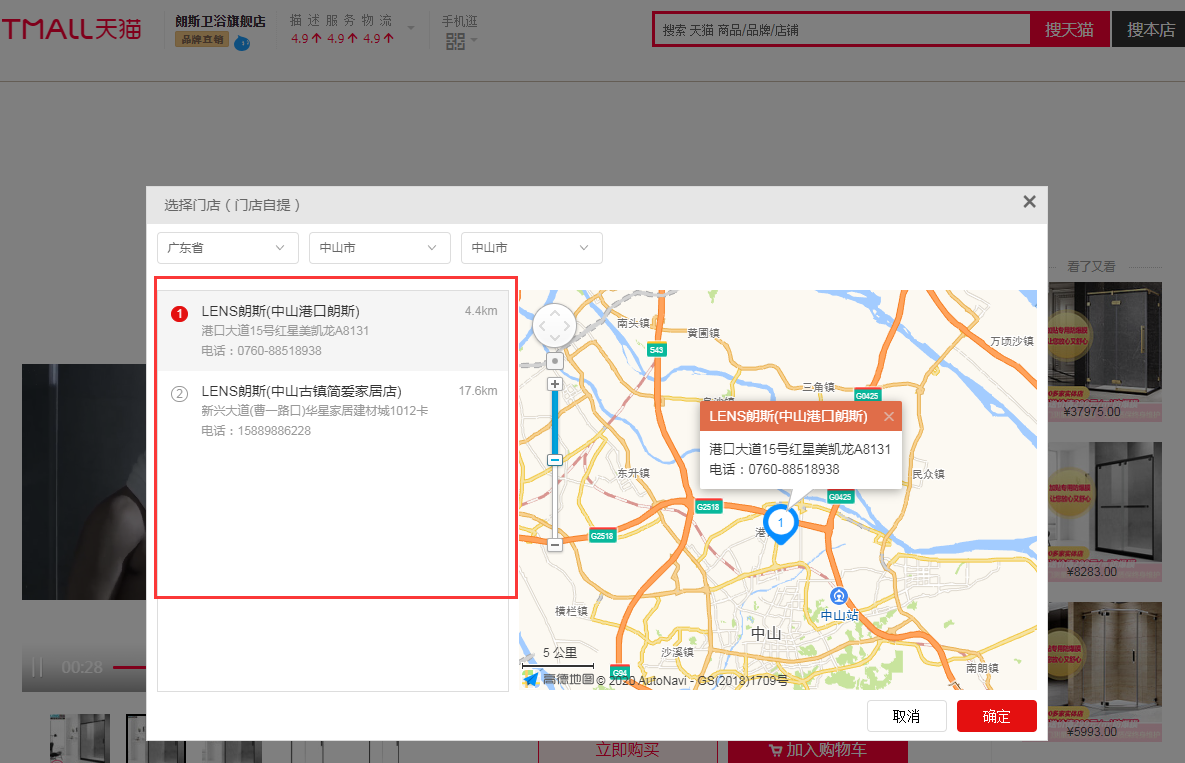 TMALL天猫
朗斯卫浴旗舰店
品牌直销
描 述 服 务 物 流
4.9 4.9 4.9
手机逛
搜索 天猫 商品/品牌/店铺
搜天猫
搜本店
选择门店（门店自提）
广东省
中山市
中山市
看了又看
1
LENS朗斯(中山港口朗斯)
4.4km
港口大道15号红星美凯龙A8131
电话：0760-88518938
2
LENS朗斯(中山古镇简爱家居店)
17.6km
新兴大道(曹一路口)华星家居建材城1012卡
电话：15889886228
南头镇
黄圃镇
万顷沙镇
S43
三角镇
G0425
LENS朗斯(中山港口朗斯)
港口大道15号红星美凯龙A8131
电话：0760-88518938
东升镇
民众镇
G2518
G0425
G2518
港
1
横栏镇
中山站
中山
沙溪镇
南朗镇
5 公里
G94
高德地图 © 2020 AutoNavi - GS(2018)1709号
取消
确定
¥37975.00
¥8283.00
¥5993.00
00:28
立即购买
加入购物车